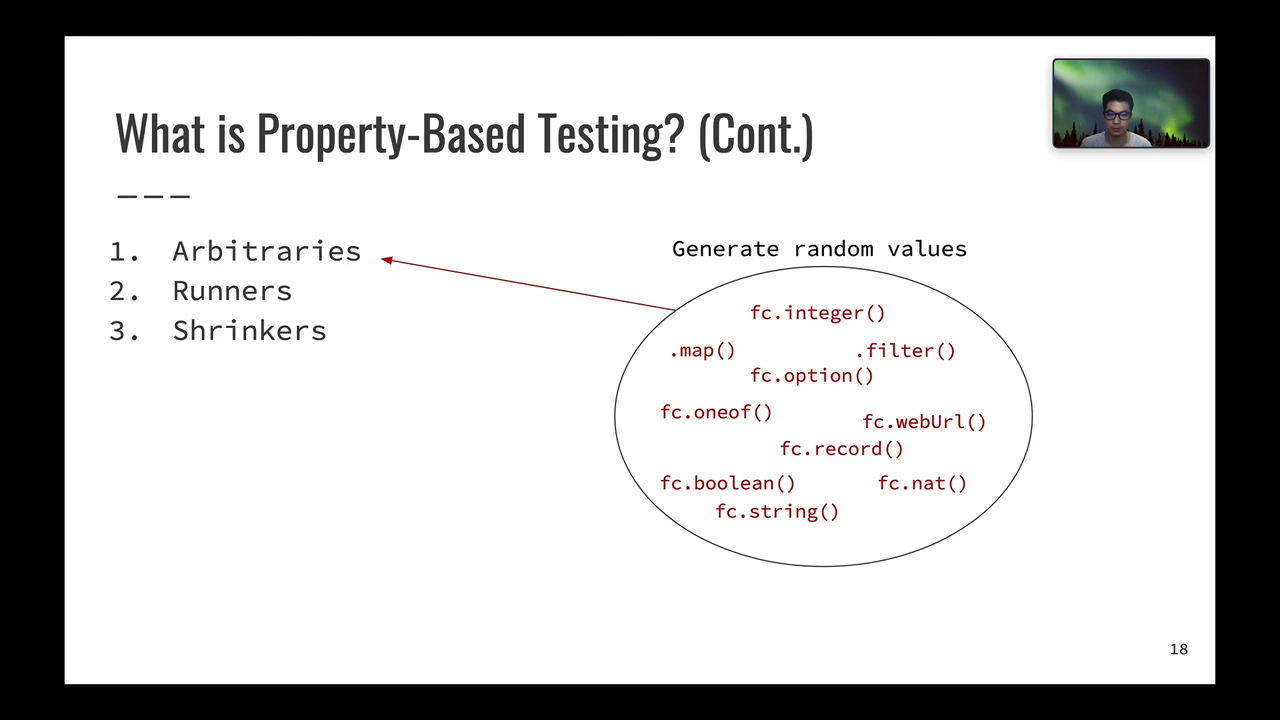 What is Property-Based Testing? (Cont.)
1. Arbitraries
2. Runners
3. Shrinkers
Generate random values
fc.integer()
.map() .filter()
fc.option()
fc.oneof()
fc.webUrl()
fc.record()
fc.boolean() fc.nat()
fc.string()
18